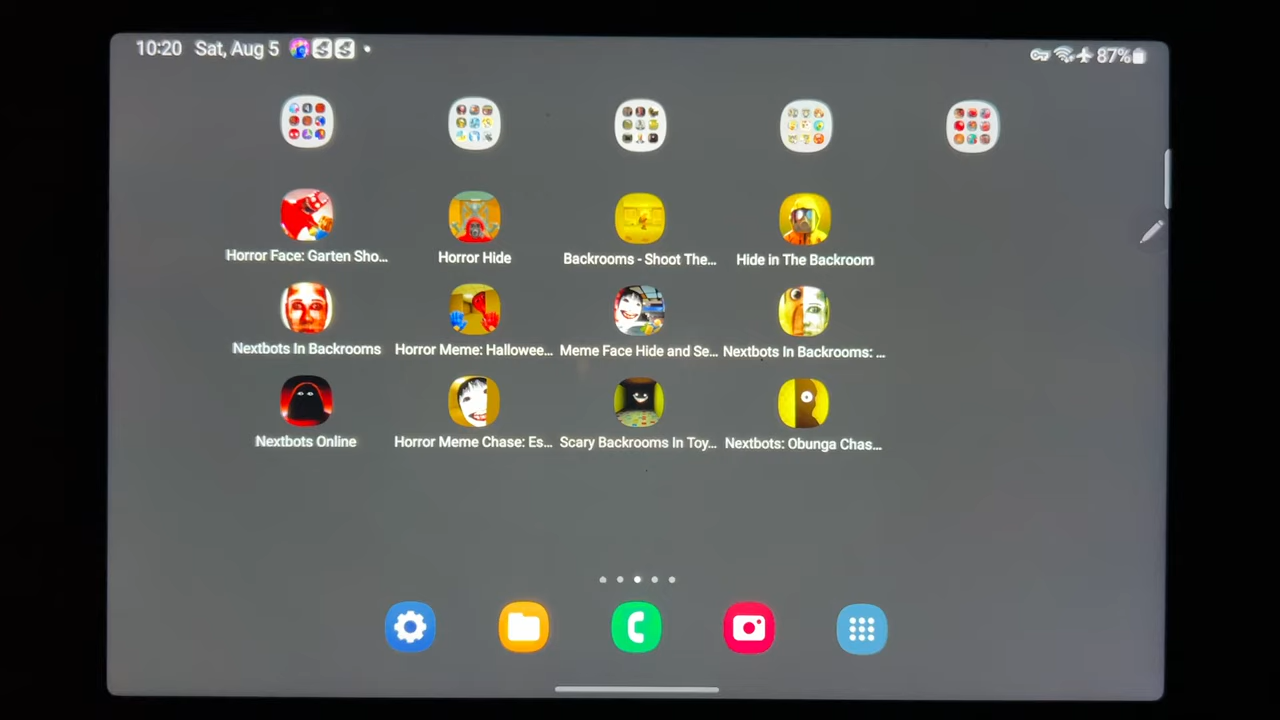 10:20 Sat, Aug 5
87%
Horror Face: Garten Sho...
Horror Hide
Backrooms - Shoot The...
Hide in The Backroom
Nextbots In Backrooms
Horror Meme: Hallowee...
Meme Face Hide and Se...
Nextbots In Backrooms: ...
Nextbots Online
Horror Meme Chase: Es...
Scary Backrooms In Toy...
Nextbots: Obunga Chas...